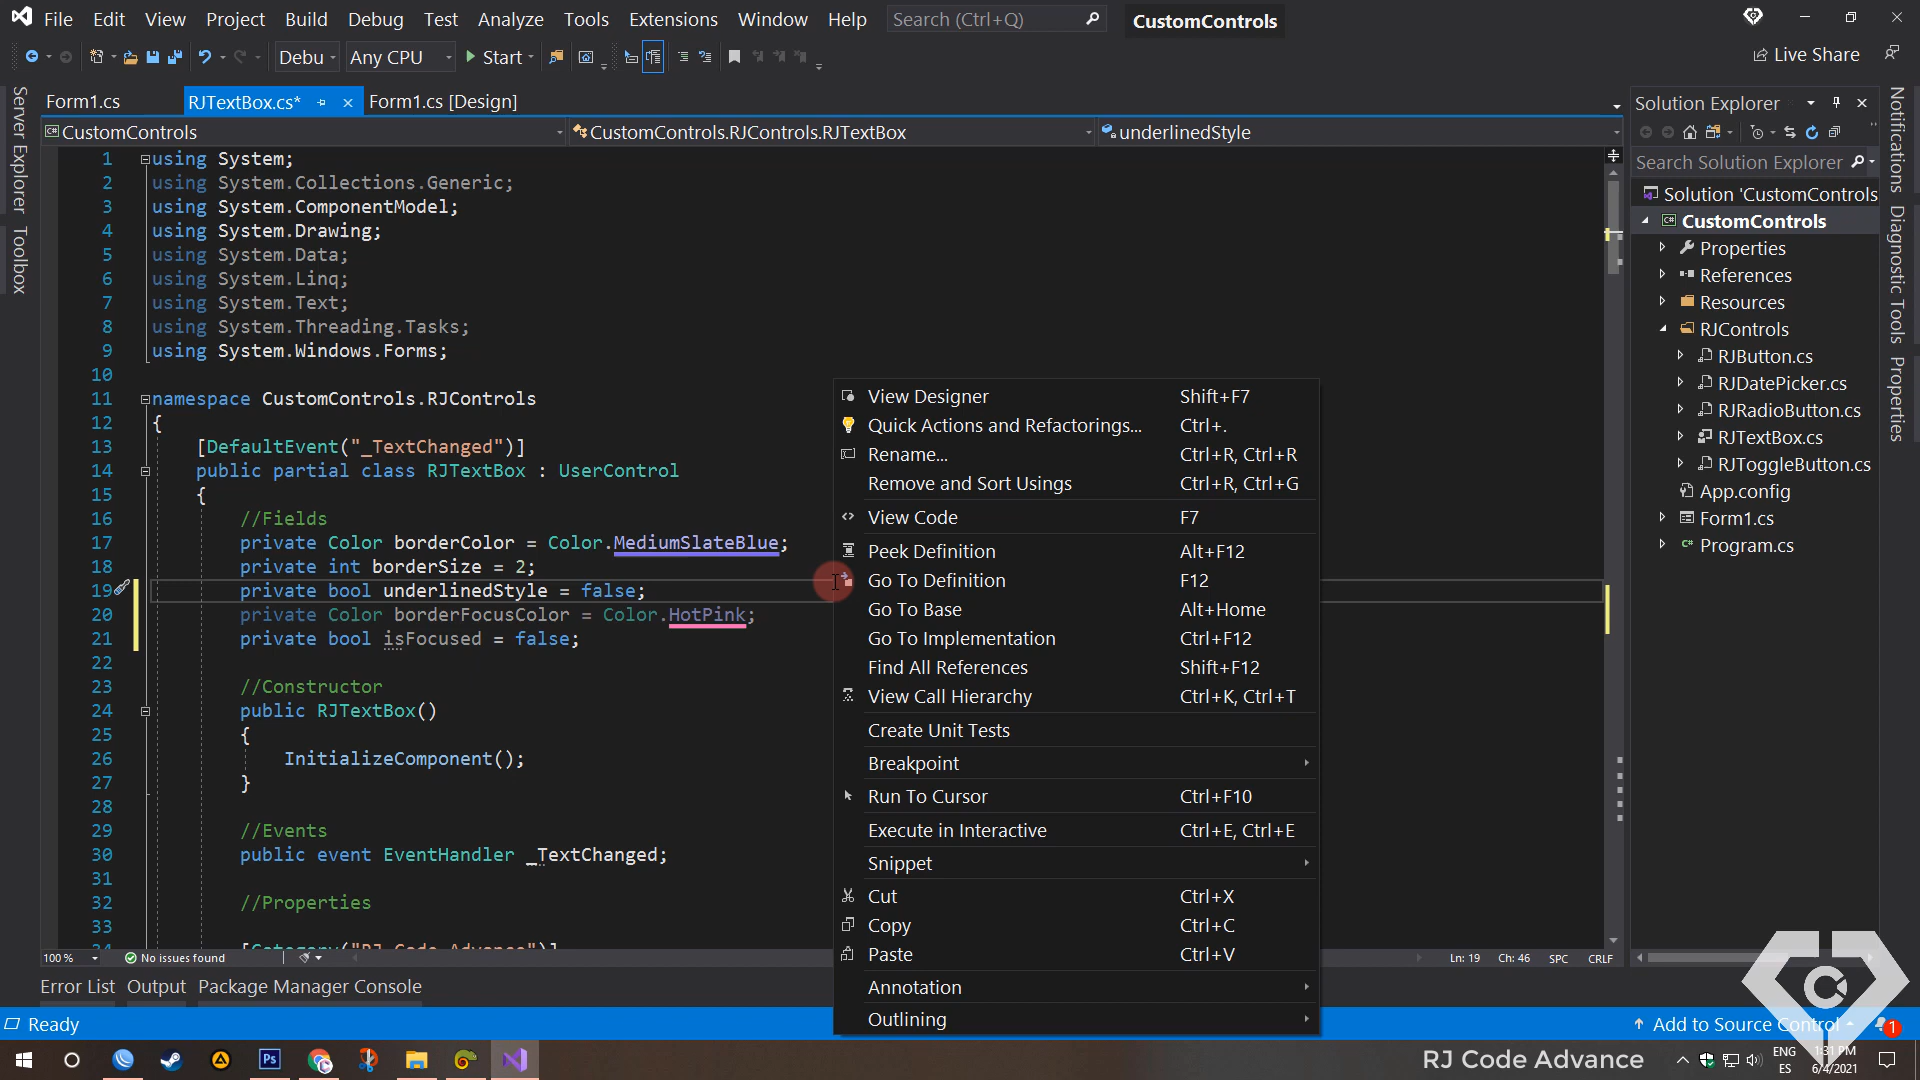 File Edit View Project Build Debug Test Analyze Tools Extensions Window Help Search (Ctrl+Q) CustomControls
Debu Any CPU Start Live Share
Form1.cs RJTextBox.cs* Form1.cs [Design]
CustomControls CustomControls.RJControls.RJTextBox underlinedStyle
Server Explorer
Toolbox
1 using System;
2 using System.Collections.Generic;
3 using System.ComponentModel;
4 using System.Drawing;
5 using System.Data;
6 using System.Linq;
7 using System.Text;
8 using System.Threading.Tasks;
9 using System.Windows.Forms;
10
11 namespace CustomControls.RJControls
12 {
13 [DefaultEvent("_TextChanged")]
14 public partial class RJTextBox : UserControl
15 {
16 //Fields
17 private Color borderColor = Color.MediumSlateBlue;
18 private int borderSize = 2;
19 private bool underlinedStyle = false;
20 private Color borderFocusColor = Color.HotPink;
21 private bool isFocused = false;
22
23 //Constructor
24 public RJTextBox()
25 {
26 InitializeComponent();
27 }
28
29 //Events
30 public event EventHandler _TextChanged;
31
32 //Properties
33
34 [Category("RJ Code Advance")]
View Designer Shift+F7
Quick Actions and Refactorings... Ctrl+.
Rename... Ctrl+R, Ctrl+R
Remove and Sort Usings Ctrl+R, Ctrl+G
View Code F7
Peek Definition Alt+F12
Go To Definition F12
Go To Base Alt+Home
Go To Implementation Ctrl+F12
Find All References Shift+F12
View Call Hierarchy Ctrl+K, Ctrl+T
Create Unit Tests
Breakpoint
Run To Cursor Ctrl+F10
Execute in Interactive Ctrl+E, Ctrl+E
Snippet
Cut Ctrl+X
Copy Ctrl+C
Paste Ctrl+V
Annotation
Outlining
Solution Explorer
Search Solution Explorer
Solution 'CustomControls
CustomControls
Properties
References
Resources
RJControls
RJButton.cs
RJDatePicker.cs
RJRadioButton.cs
RJTextBox.cs
RJToggleButton.cs
App.config
Form1.cs
Program.cs
Notifications
Diagnostic Tools
Properties
100 % No issues found Ln: 19 Ch: 46 SPC CRLF
Error List Output Package Manager Console
Ready Add to Source Control 1
Ps RJ Code Advance ENG 1:31 PM
ES 6/4/2021